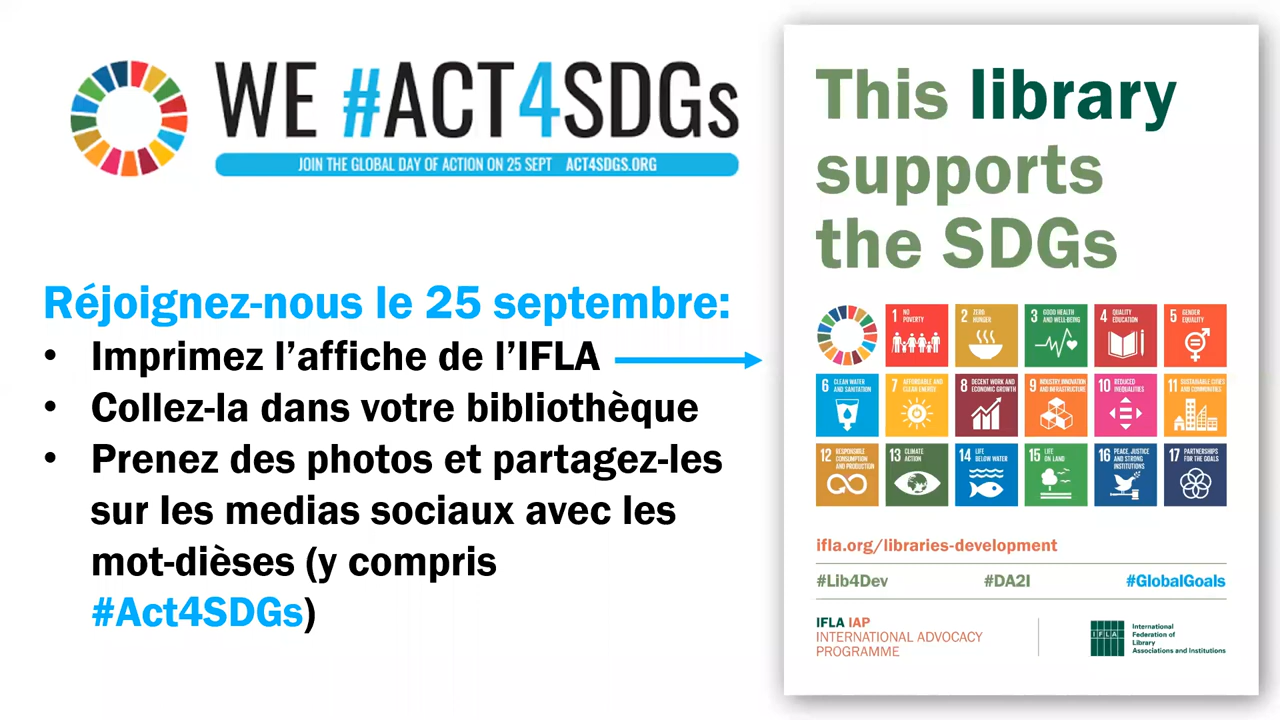 WE #ACT4SDGs
JOIN THE GLOBAL DAY OF ACTION ON 25 SEPT ACT4SDGS.ORG
Réjoignez-nous le 25 septembre:
• Imprimez l’affiche de l’IFLA
• Collez-la dans votre bibliothèque
• Prenez des photos et partagez-les
sur les medias sociaux avec les
mot-dièses (y compris
#Act4SDGs)
This library
supports
the SDGs
1 NO
POVERTY
2 ZERO
HUNGER
3 GOOD HEALTH
AND WELL-BEING
4 QUALITY
EDUCATION
5 GENDER
EQUALITY
6 CLEAN WATER
AND SANITATION
7 AFFORDABLE AND
CLEAN ENERGY
8 DECENT WORK AND
ECONOMIC GROWTH
9 INDUSTRY, INNOVATION
AND INFRASTRUCTURE
10 REDUCED
INEQUALITIES
11 SUSTAINABLE CITIES
AND COMMUNITIES
12 RESPONSIBLE
CONSUMPTION
AND PRODUCTION
13 CLIMATE
ACTION
14 LIFE
BELOW WATER
15 LIFE
ON LAND
16 PEACE, JUSTICE
AND STRONG
INSTITUTIONS
17 PARTNERSHIPS
FOR THE GOALS
ifla.org/libraries-development
#Lib4Dev #DA2I #GlobalGoals
IFLA IAP
INTERNATIONAL ADVOCACY
PROGRAMME
IFLA
International
Federation of
Library
Associations and Institutions